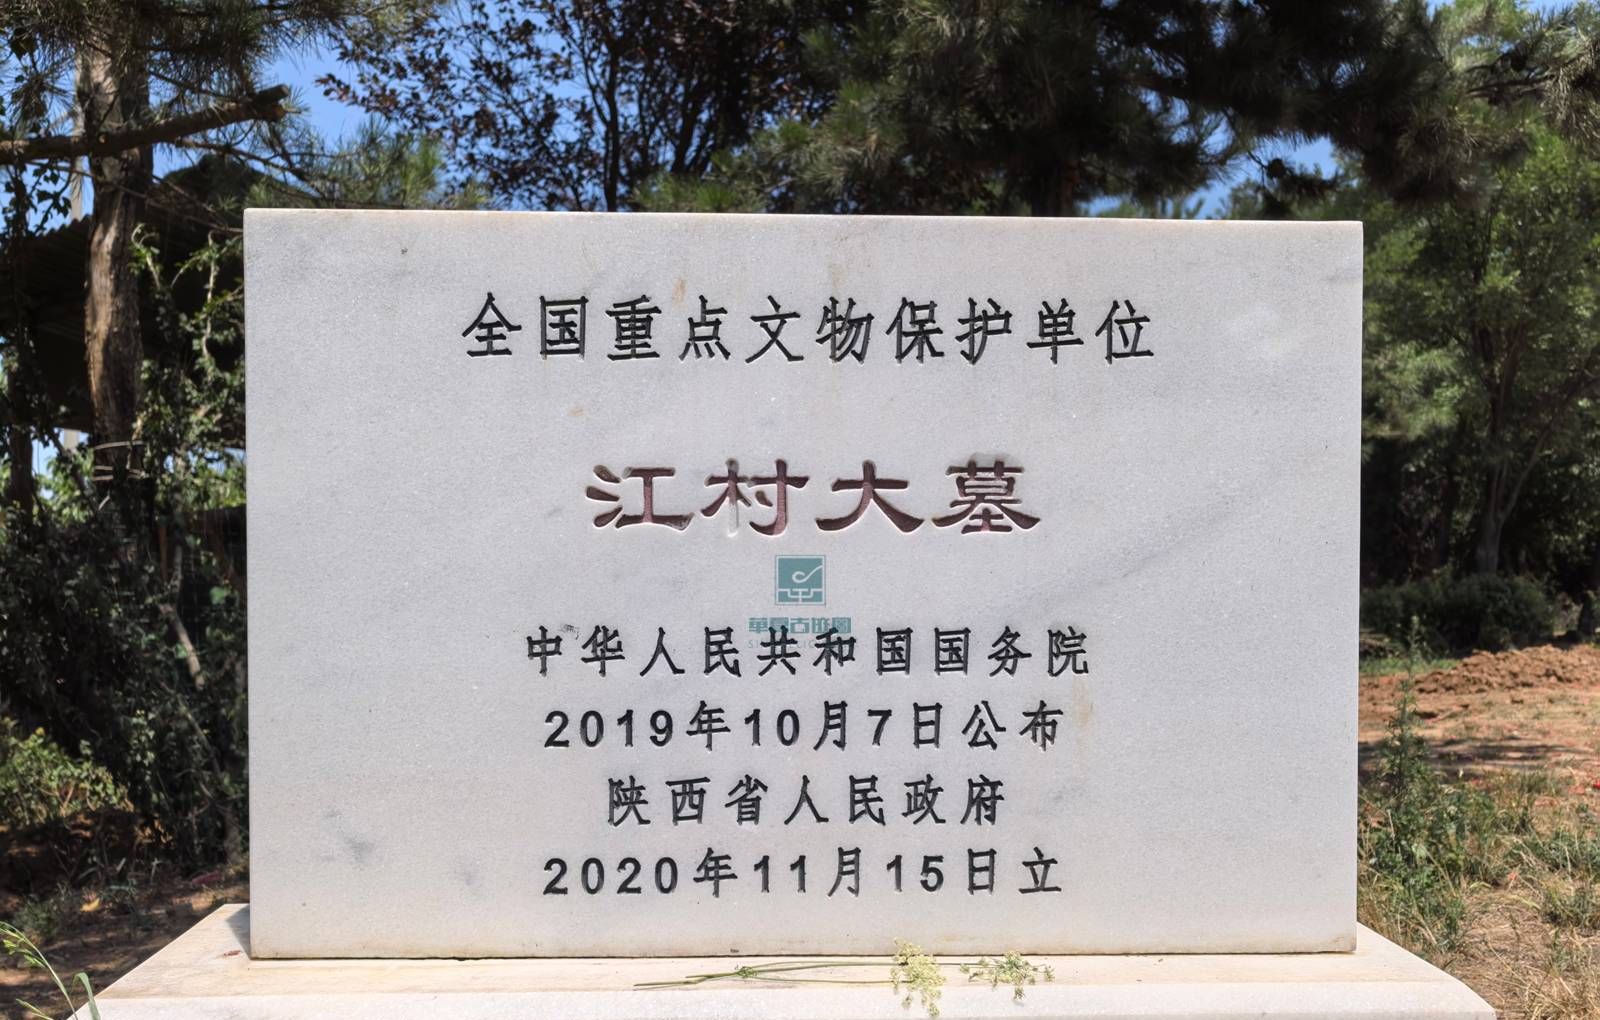 全国重点文物保护单位
江村大墓
中华人民共和国国务院
2019年10月7日公布
陕西省人民政府
2020年11月15日立